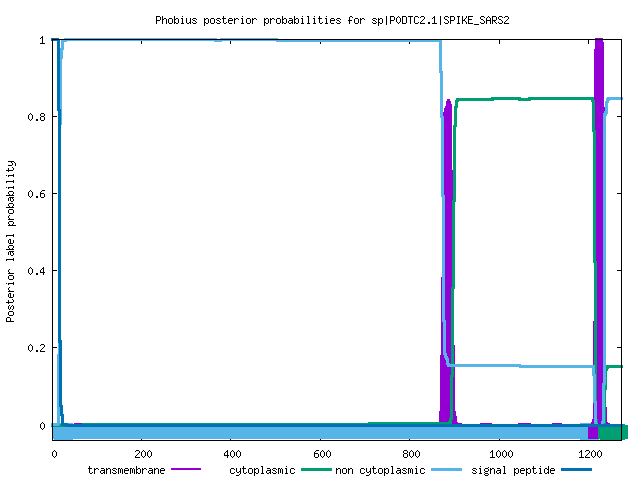 Phobius posterior probabilities for sp|P0DTC2.1|SPIKE_SARS2
Posterior label probability
1
0.8
0.6
0.4
0.2
0
0 200 400 600 800 1000 1200
transmembrane cytoplasmic non cytoplasmic signal peptide